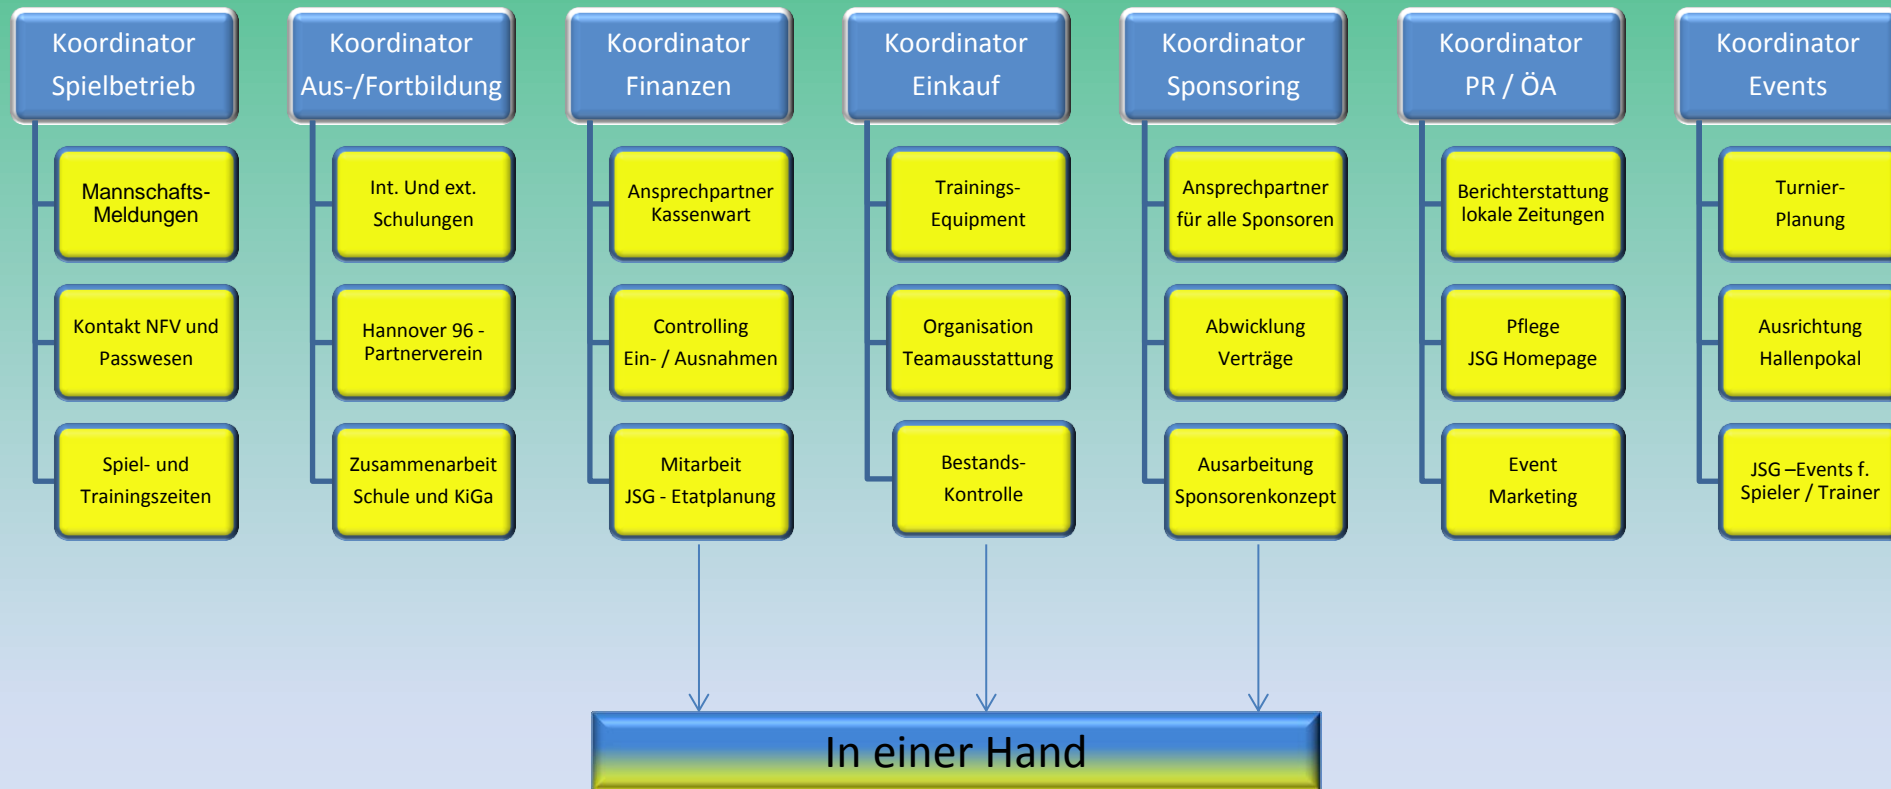 Koordinator
Spielbetrieb
Mannschafts-
Meldungen
Kontakt NFV und
Passwesen
Spiel- und
Trainingszeiten
Koordinator
Aus-/Fortbildung
Int. Und ext.
Schulungen
Hannover 96 -
Partnerverein
Zusammenarbeit
Schule und KiGa
Koordinator
Finanzen
Ansprechpartner
Kassenwart
Controlling
Ein- / Ausnahmen
Mitarbeit
JSG - Etatplanung
Koordinator
Einkauf
Trainings-
Equipment
Organisation
Teamausstattung
Bestands-
Kontrolle
Koordinator
Sponsoring
Ansprechpartner
für alle Sponsoren
Abwicklung
Verträge
Ausarbeitung
Sponsorenkonzept
Koordinator
PR / ÖA
Berichterstattung
lokale Zeitungen
Pflege
JSG Homepage
Event
Marketing
Koordinator
Events
Turnier-
Planung
Ausrichtung
Hallenpokal
JSG –Events f.
Spieler / Trainer
In einer Hand